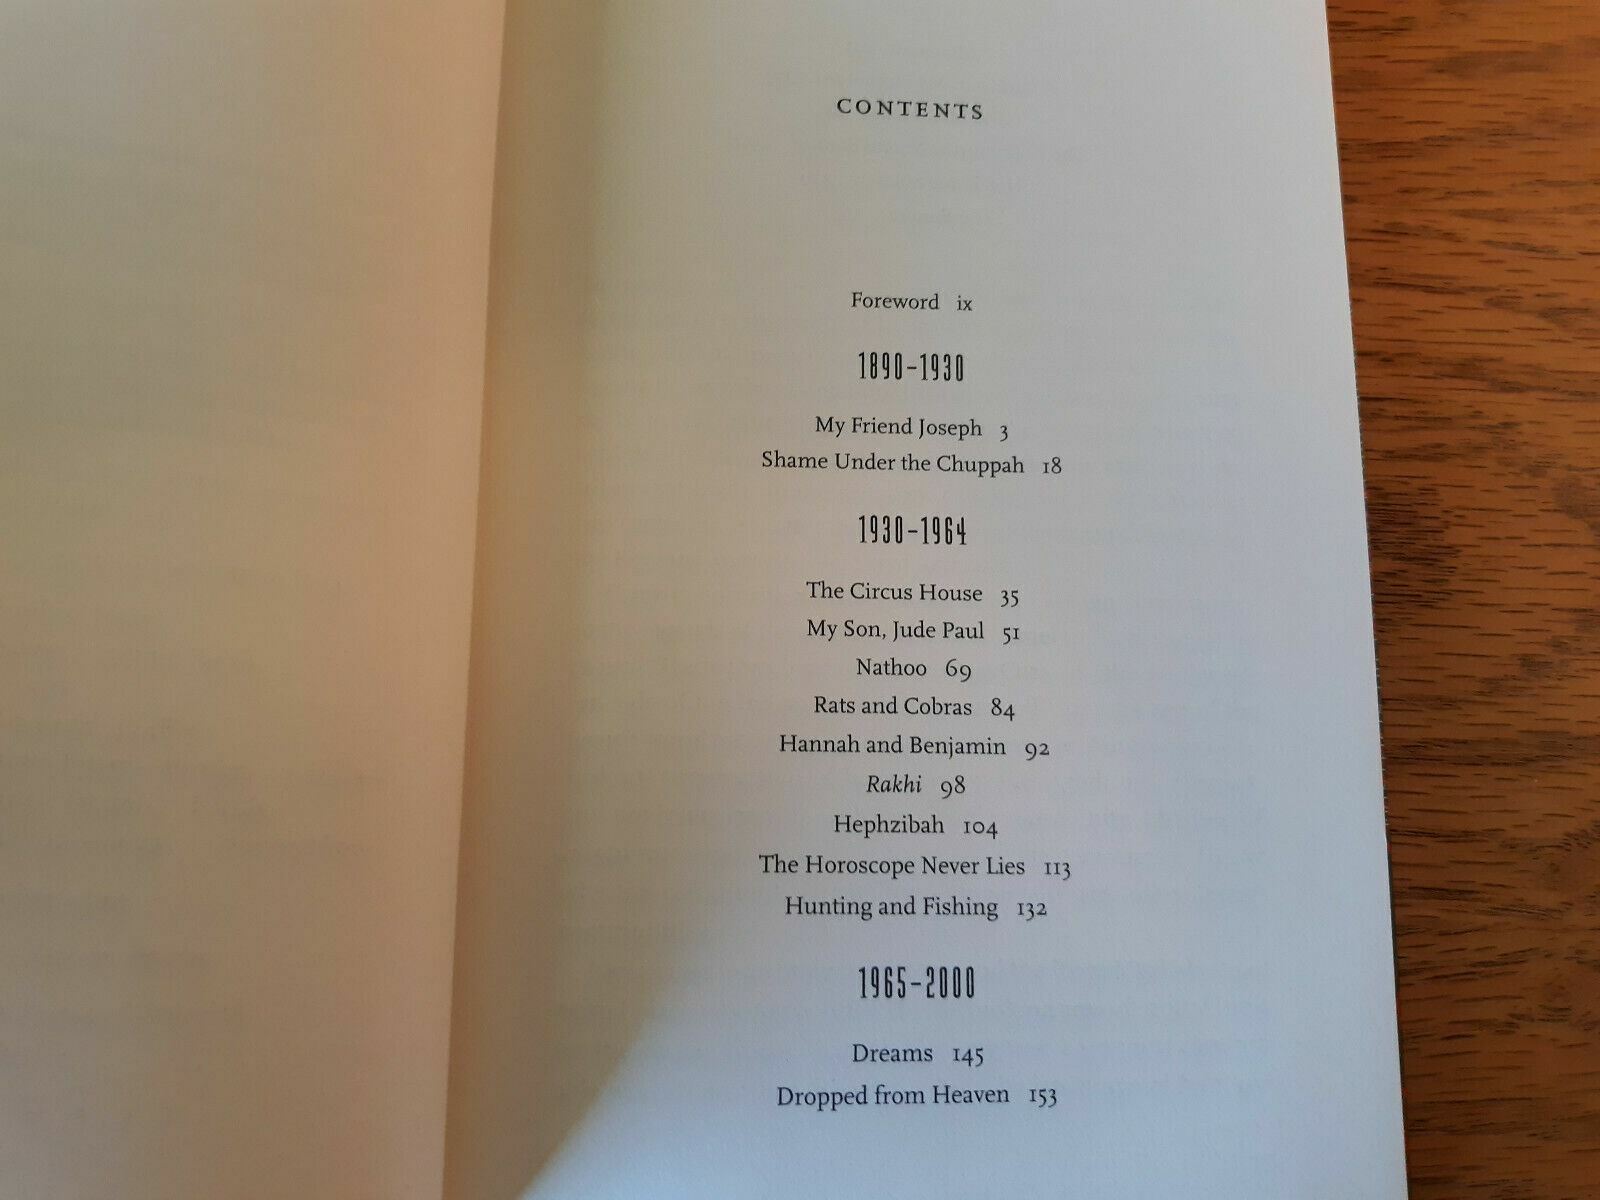 CONTENTS
Foreword ix
1890–1930
My Friend Joseph 3
Shame Under the Chuppah 18
1930–1964
The Circus House 35
My Son, Jude Paul 51
Nathoo 69
Rats and Cobras 84
Hannah and Benjamin 92
Rakhi 98
Hephzibah 104
The Horoscope Never Lies 113
Hunting and Fishing 132
1965–2000
Dreams 145
Dropped from Heaven 153